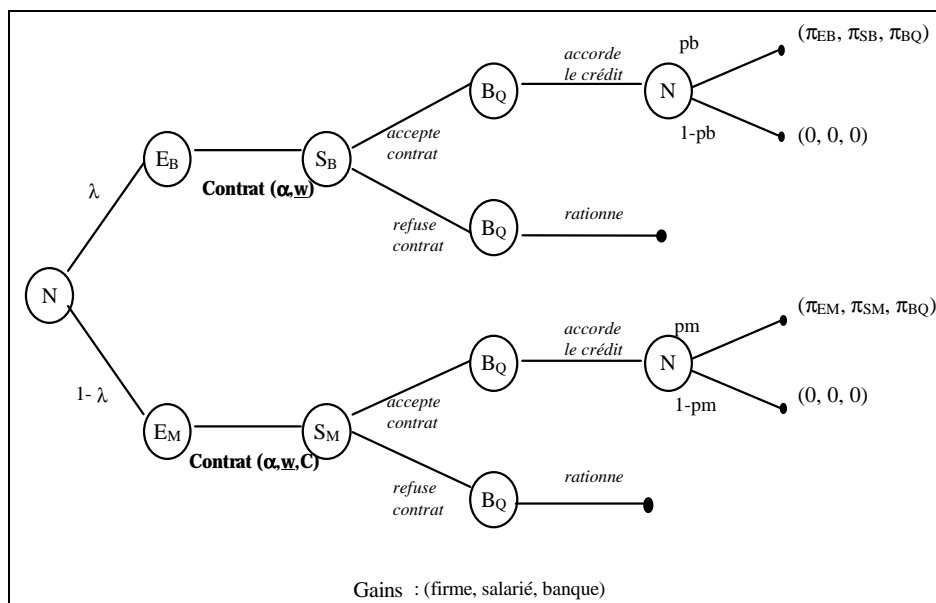 pb
(πEB, πSB, πBQ)
accorde
le crédit
BQ
N
accepte
contrat
1-pb
(0, 0, 0)
EB
SB
Contrat (α,w)
λ
refuse
contrat
BQ
rationne
N
pm
(πEM, πSM, πBQ)
accorde
le crédit
BQ
N
1- λ
accepte
contrat
1-pm
(0, 0, 0)
EM
SM
Contrat (α,w,C)
refuse
contrat
BQ
rationne
Gains : (firme, salarié, banque)